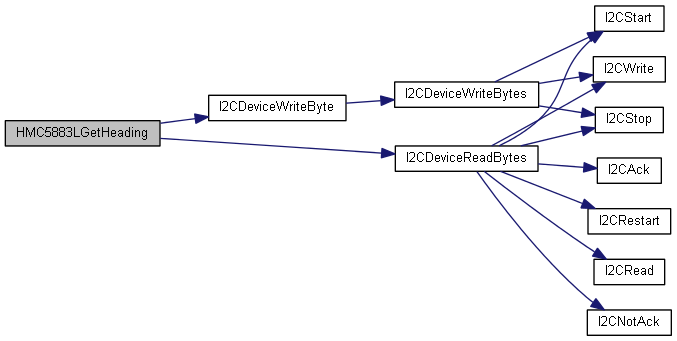 HMC5883LGetHeading
I2CDeviceWriteByte
I2CDeviceWriteBytes
I2CDeviceReadBytes
I2CStart
I2CWrite
I2CStop
I2CAck
I2CRestart
I2CRead
I2CNotAck